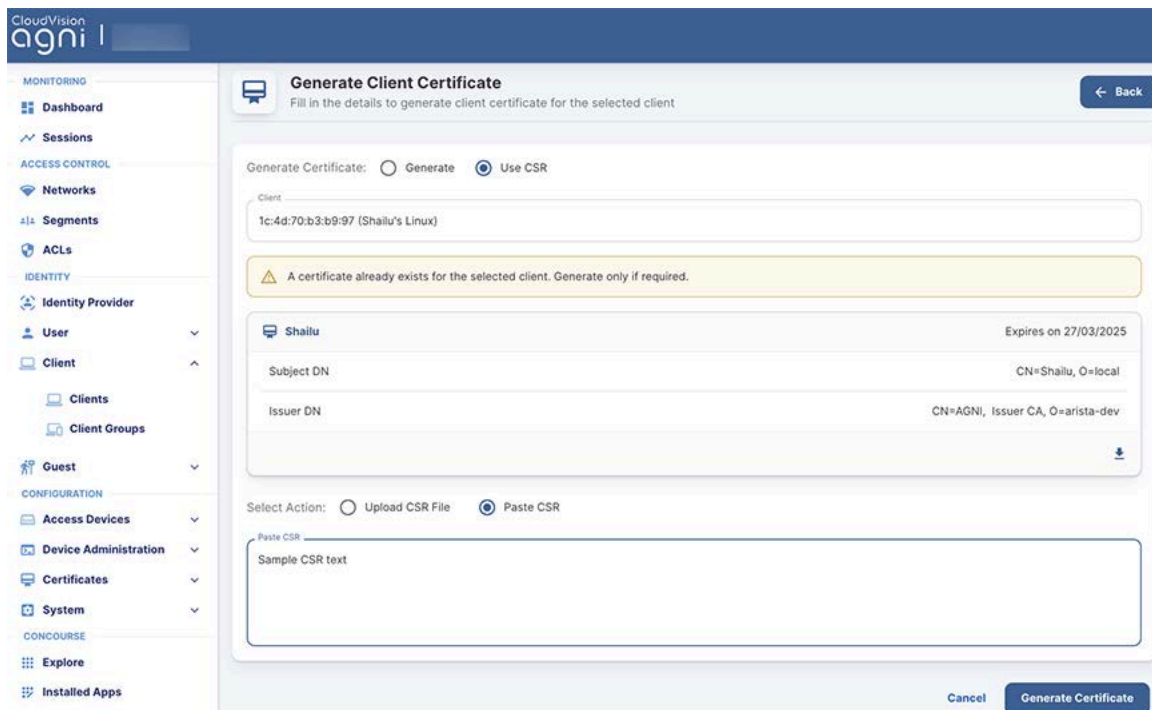 CloudVision
agni |
MONITORING
Dashboard
Sessions
ACCESS CONTROL
Networks
Segments
ACLs
IDENTITY
Identity Provider
User
Client
Clients
Client Groups
Guest
CONFIGURATION
Access Devices
Device Administration
Certificates
System
CONCOURSE
Explore
Installed Apps
Generate Client Certificate
Fill in the details to generate client certificate for the selected client
← Back
Generate Certificate: Generate Use CSR
Client
1c:4d:70:b3:b9:97 (Shailu's Linux)
A certificate already exists for the selected client. Generate only if required.
Shailu Expires on 27/03/2025
Subject DN CN=Shailu, O=local
Issuer DN CN=AGNI, Issuer CA, O=arista-dev
Select Action: Upload CSR File Paste CSR
Paste CSR
Sample CSR text
Cancel Generate Certificate